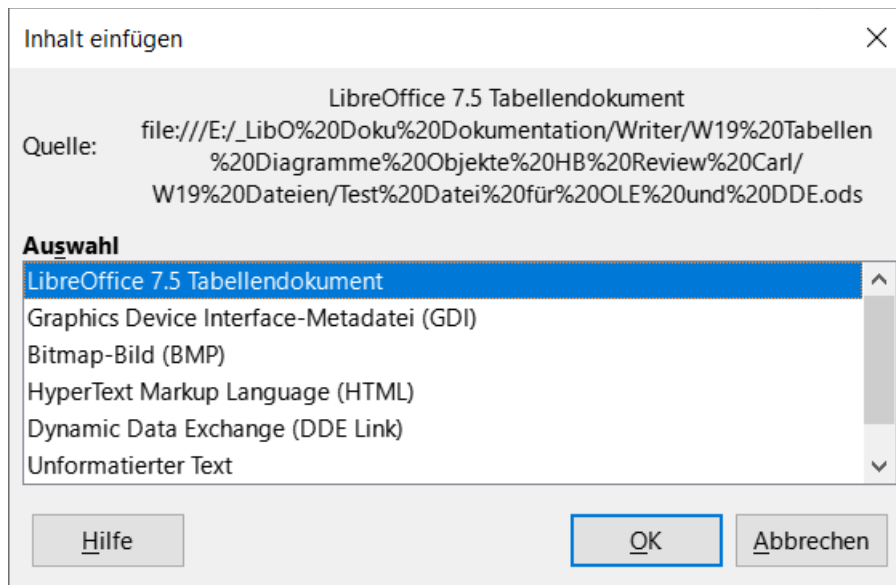 Inhalt einfügen
LibreOffice 7.5 Tabellendokument
Quelle: file:///E:/_LibO%20Doku%20Dokumentation/Writer/W19%20Tabellen
%20Diagramme%20Objekte%20HB%20Review%20Carl/
W19%20Dateien/Test%20Datei%20für%20OLE%20und%20DDE.ods
Auswahl
LibreOffice 7.5 Tabellendokument
Graphics Device Interface-Metadatei (GDI)
Bitmap-Bild (BMP)
HyperText Markup Language (HTML)
Dynamic Data Exchange (DDE Link)
Unformatierter Text
Hilfe OK Abbrechen